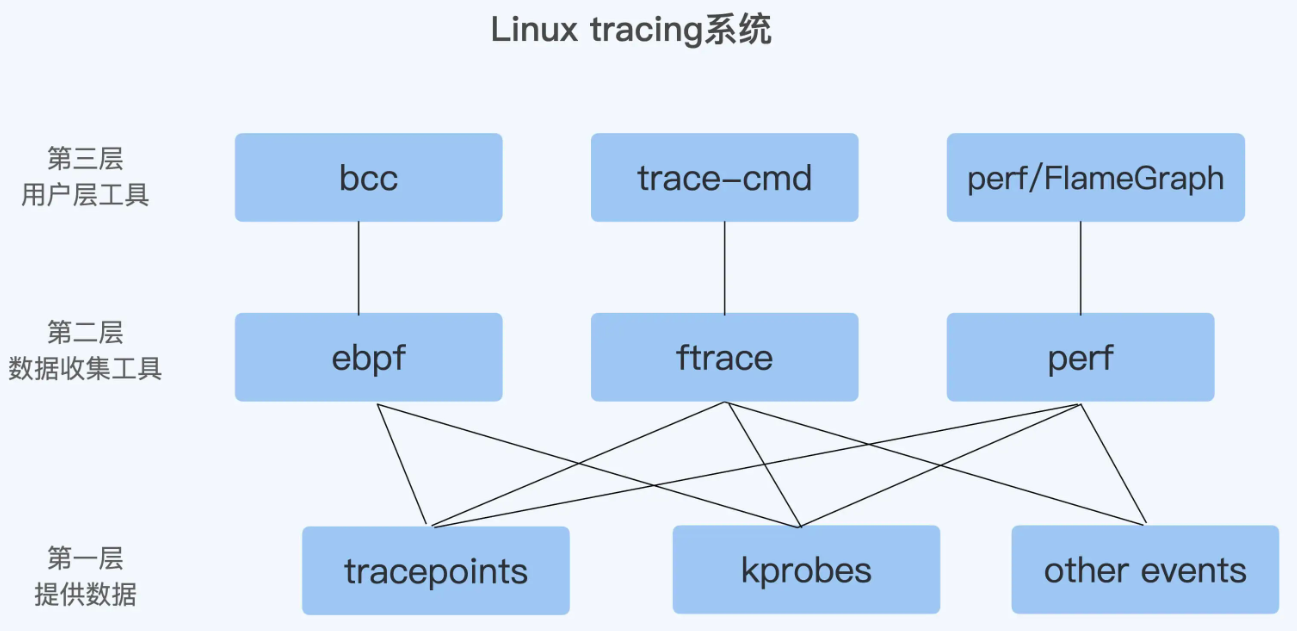 Linux tracing系统
第三层
用户层工具
bcc
trace-cmd
perf/FlameGraph
第二层
数据收集工具
ebpf
ftrace
perf
第一层
提供数据
tracepoints
kprobes
other events